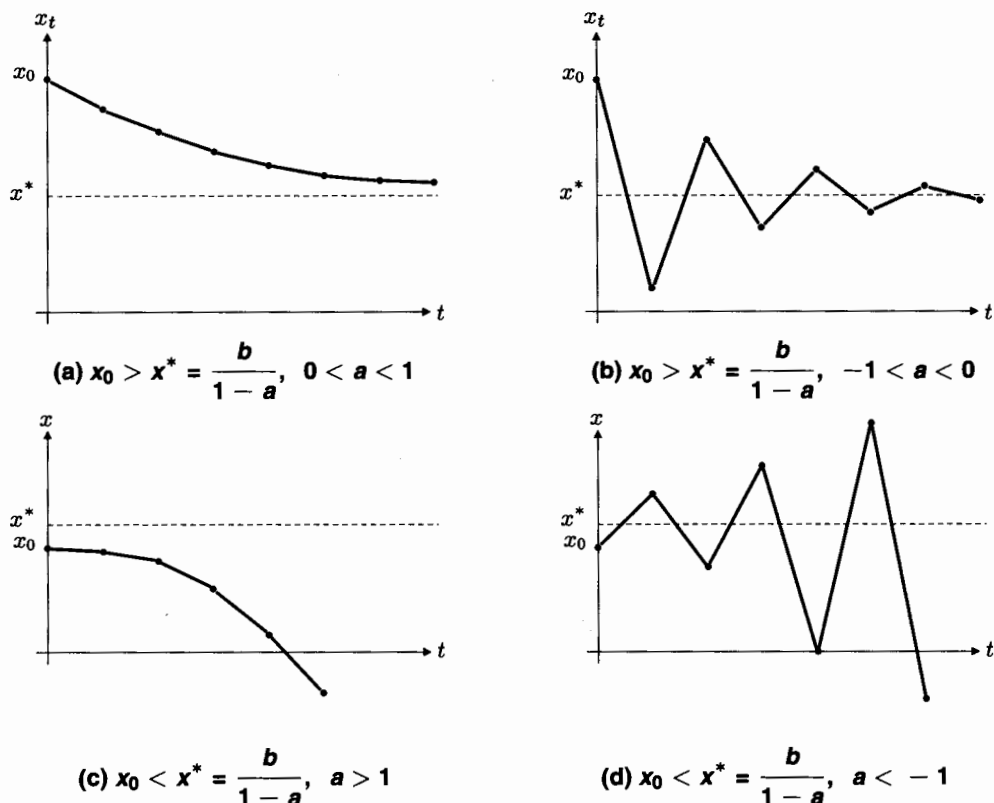 x_t
x_0
x*
t
(a) x_0 > x* = b/(1 − a), 0 < a < 1
x_t
x_0
x*
t
(b) x_0 > x* = b/(1 − a), −1 < a < 0
x
x*
x_0
t
(c) x_0 < x* = b/(1 − a), a > 1
x
x*
x_0
t
(d) x_0 < x* = b/(1 − a), a < −1